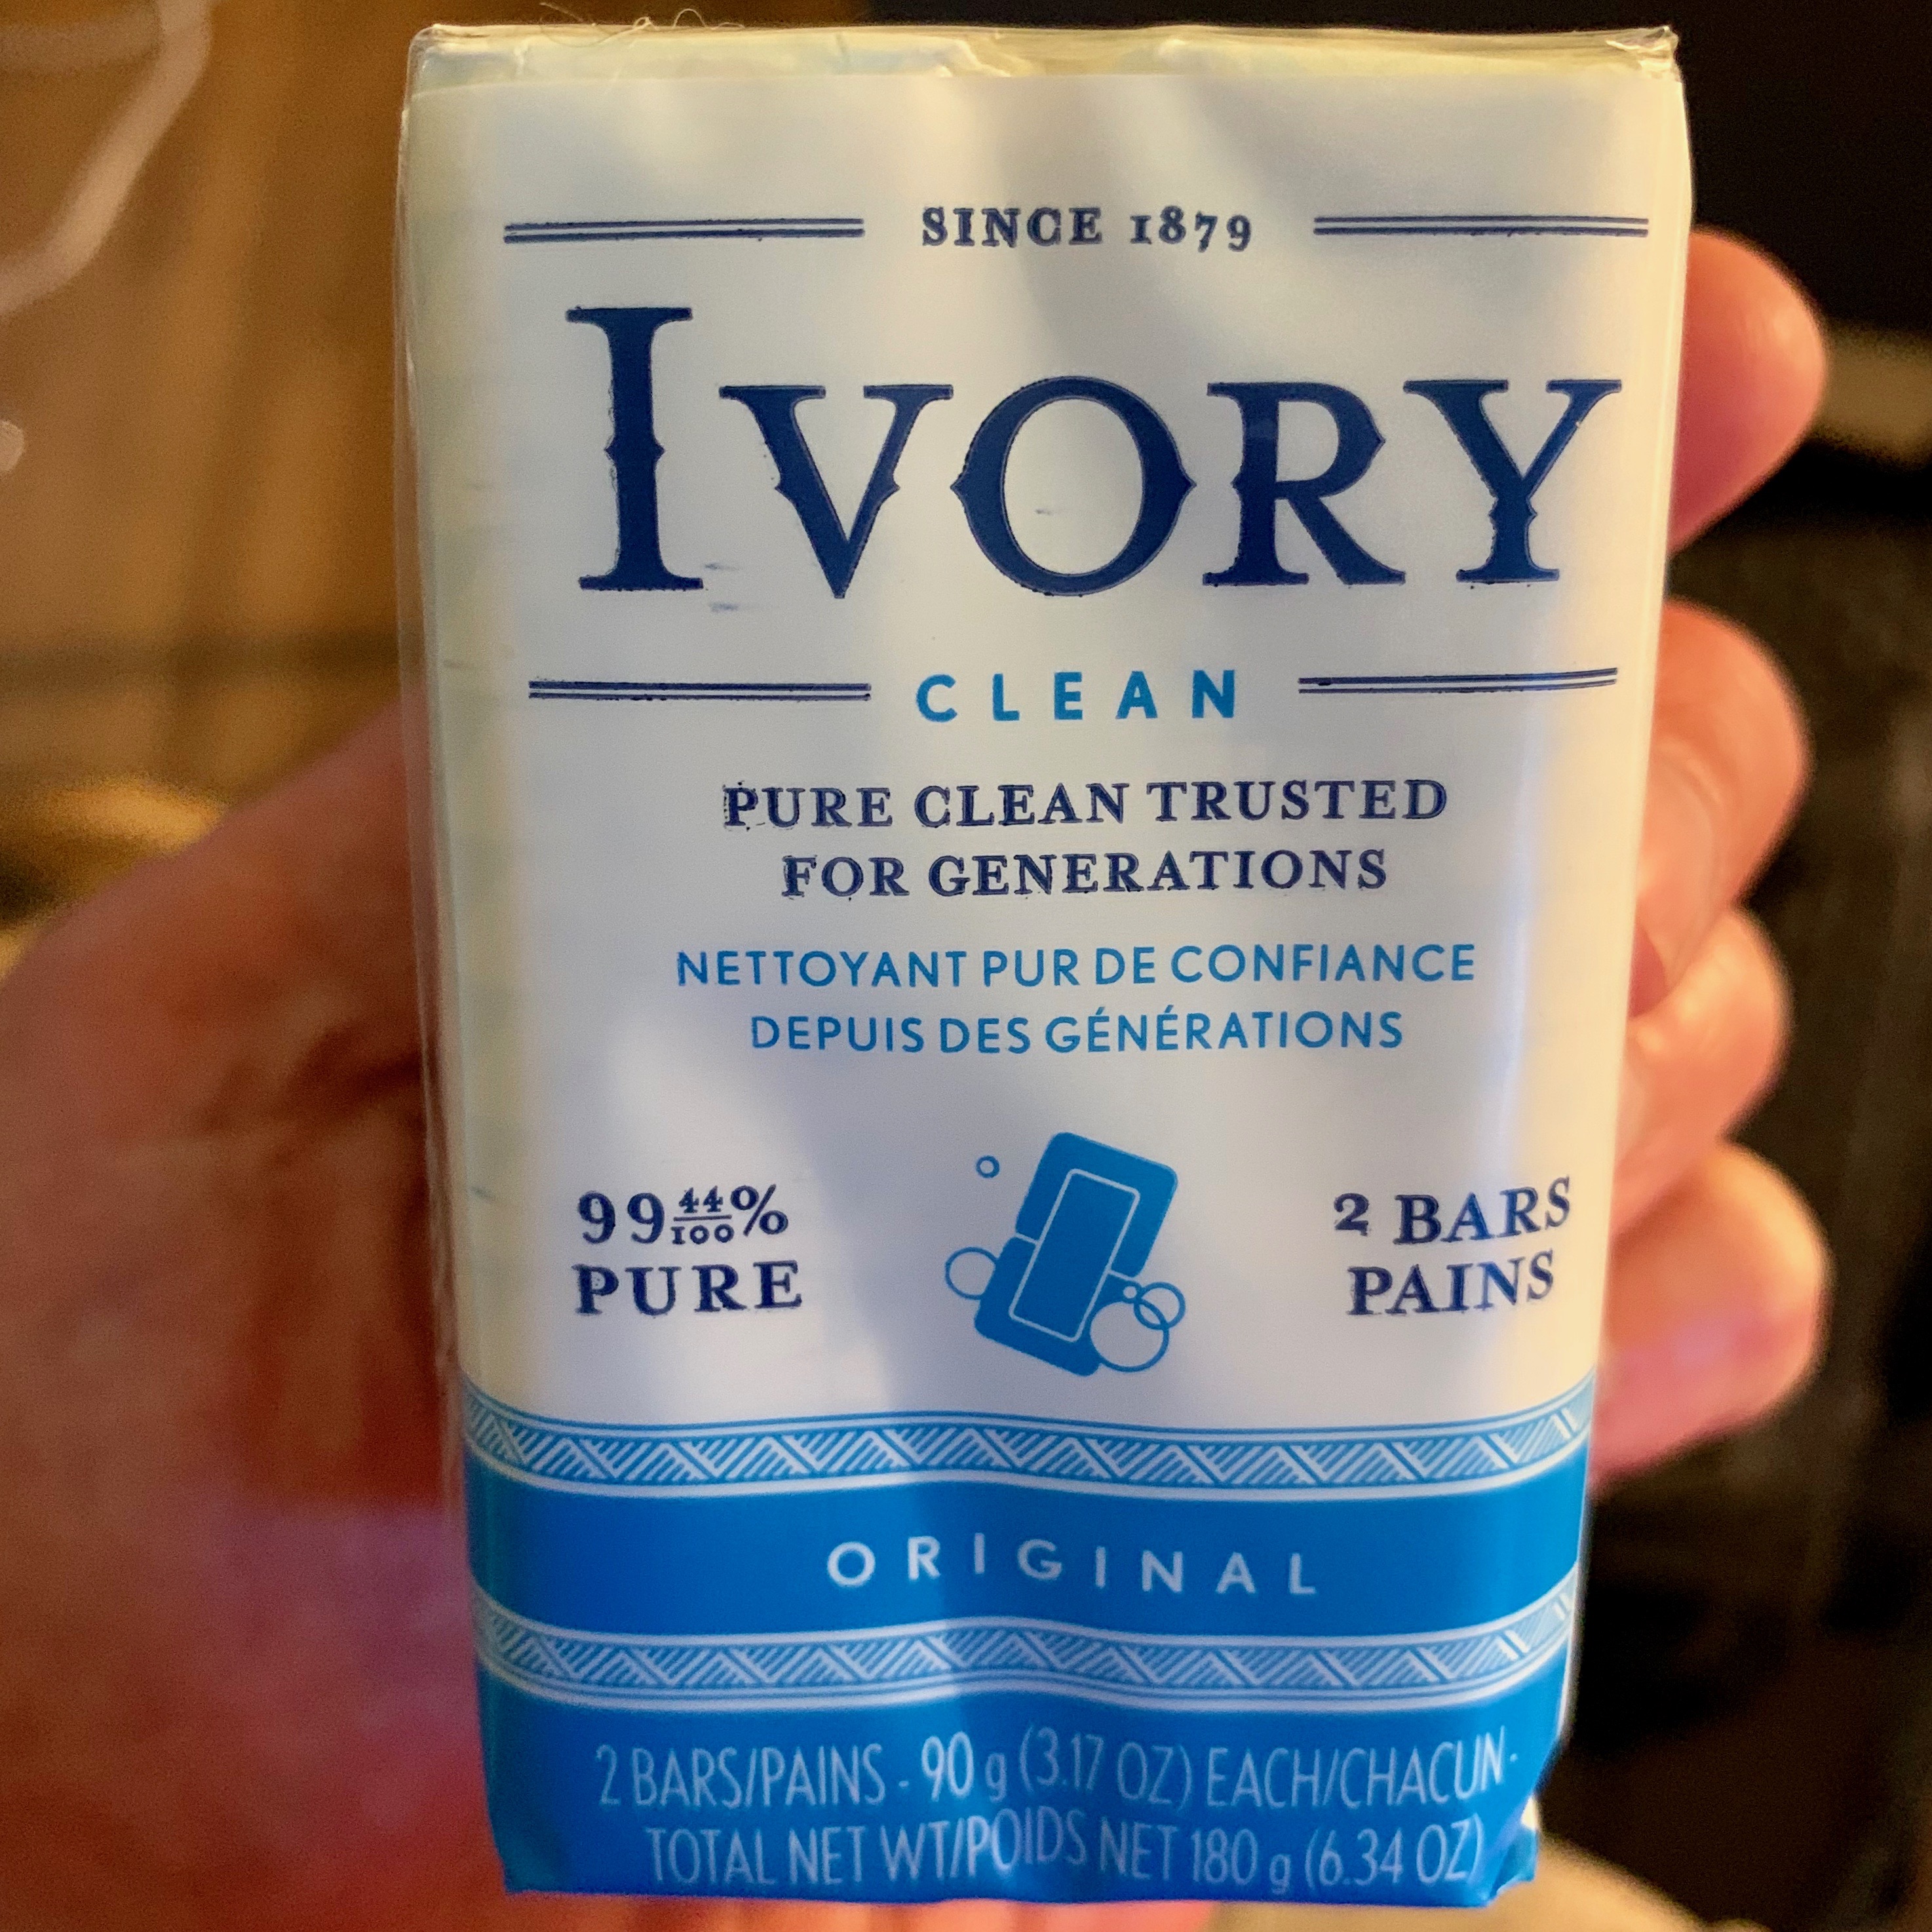 SINCE 1879
IVORY
CLEAN
PURE CLEAN TRUSTED
FOR GENERATIONS
NETTOYANT PUR DE CONFIANCE
DEPUIS DES GÉNÉRATIONS
99 44/100%
PURE
2 BARS
PAINS
ORIGINAL
2 BARS/PAINS - 90 g (3.17 OZ) EACH/CHACUN -
TOTAL NET WT/POIDS NET 180 g (6.34 OZ)